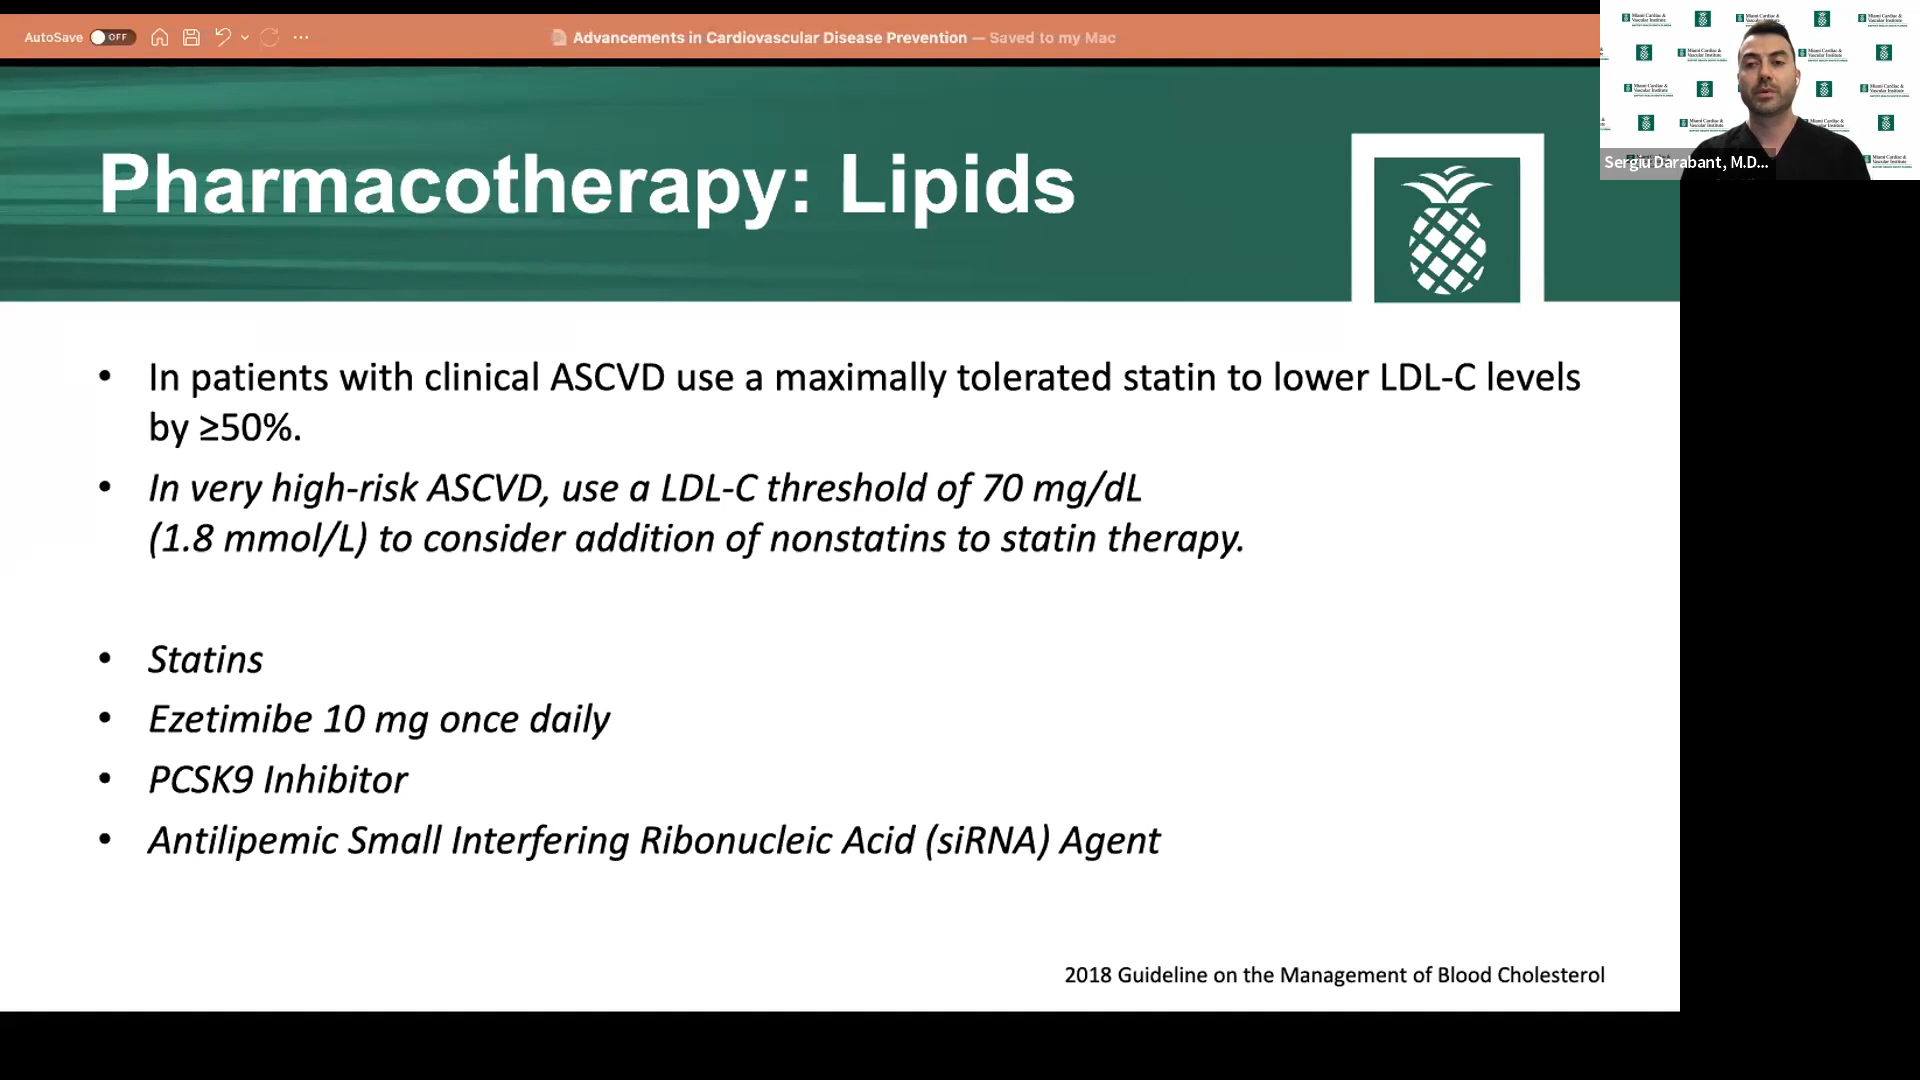 AutoSave OFF
Advancements in Cardiovascular Disease Prevention — Saved to my Mac
Miami Cardiac & Vascular Institute
Sergiu Darabant, M.D...
Pharmacotherapy: Lipids
• In patients with clinical ASCVD use a maximally tolerated statin to lower LDL-C levels
by ≥50%.
• In very high-risk ASCVD, use a LDL-C threshold of 70 mg/dL
(1.8 mmol/L) to consider addition of nonstatins to statin therapy.
• Statins
• Ezetimibe 10 mg once daily
• PCSK9 Inhibitor
• Antilipemic Small Interfering Ribonucleic Acid (siRNA) Agent
2018 Guideline on the Management of Blood Cholesterol